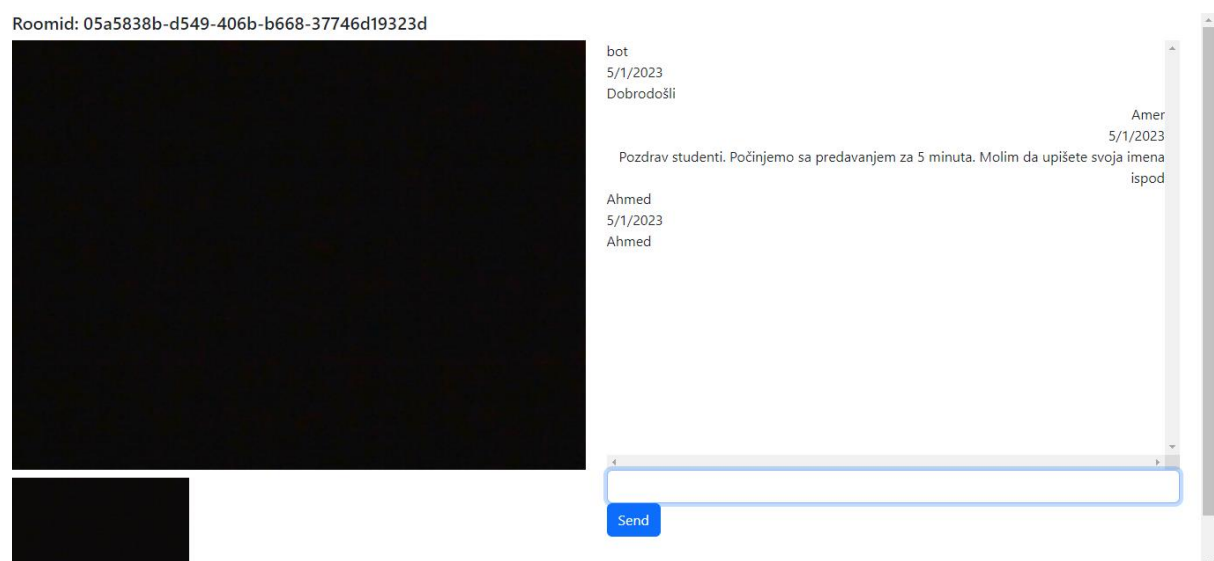 Roomid: 05a5838b-d549-406b-b668-37746d19323d
bot
5/1/2023
Dobrodošli
Amer
5/1/2023
Pozdrav studenti. Počinjemo sa predavanjem za 5 minuta. Molim da upišete svoja imena
ispod
Ahmed
5/1/2023
Ahmed
Send